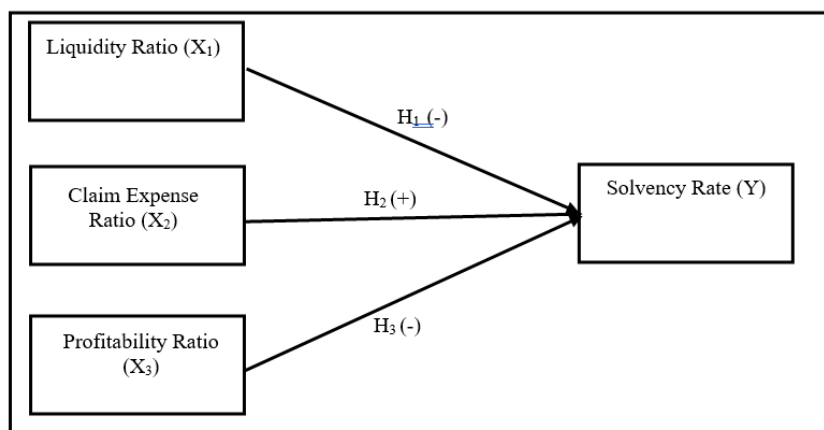 Liquidity Ratio (X₁)
H₁ (-)
Claim Expense
Ratio (X₂)
H₂ (+)
Solvency Rate (Y)
Profitability Ratio
(X₃)
H₃ (-)